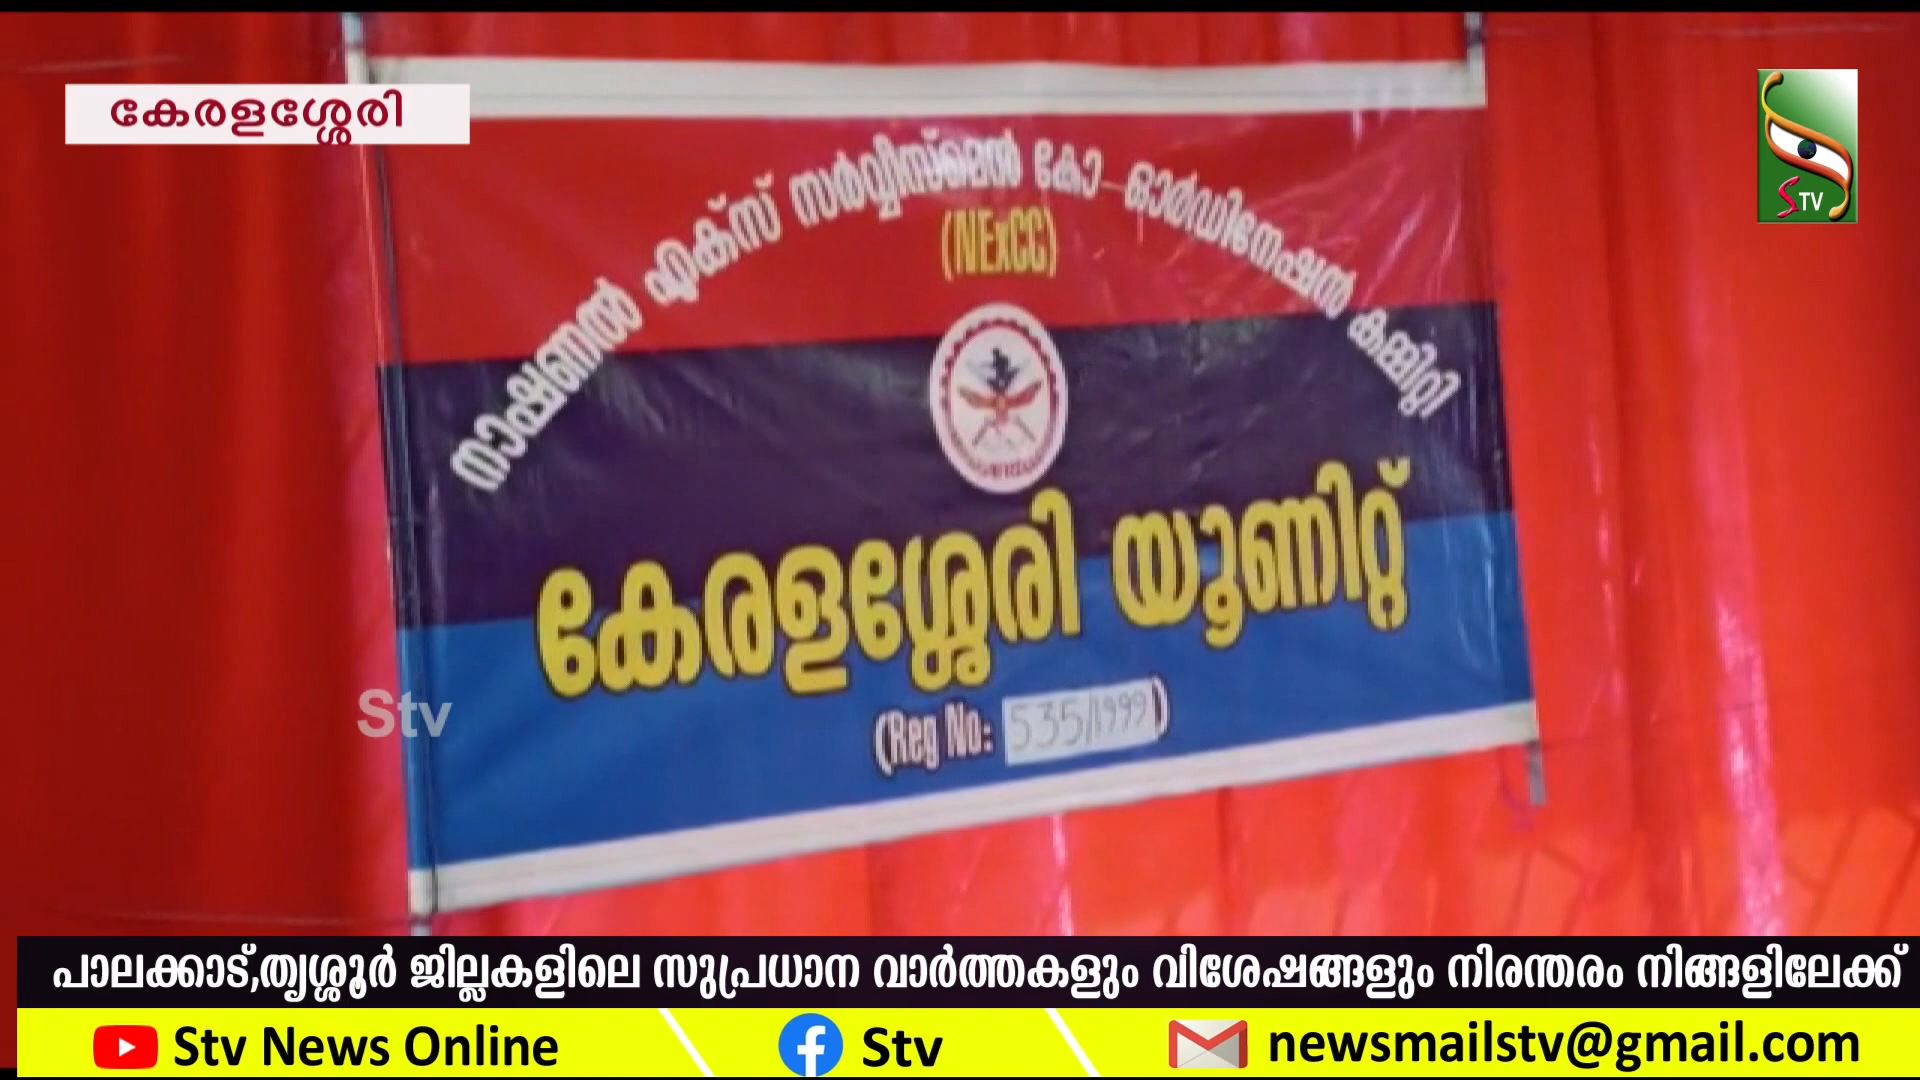 കേരളശ്ശേരി
STV
നാഷണൽ എക്സ് സർവ്വീസ്മെൻ കോ-ഓർഡിനേഷൻ കമ്മിറ്റി
(NExCC)
കേരളശ്ശേരി യൂണിറ്റ്
(Reg No: 535/1999)
Stv
പാലക്കാട്,തൃശ്ശൂർ ജില്ലകളിലെ സുപ്രധാന വാർത്തകളും വിശേഷങ്ങളും നിരന്തരം നിങ്ങളിലേക്ക്
Stv News Online Stv newsmailstv@gmail.com